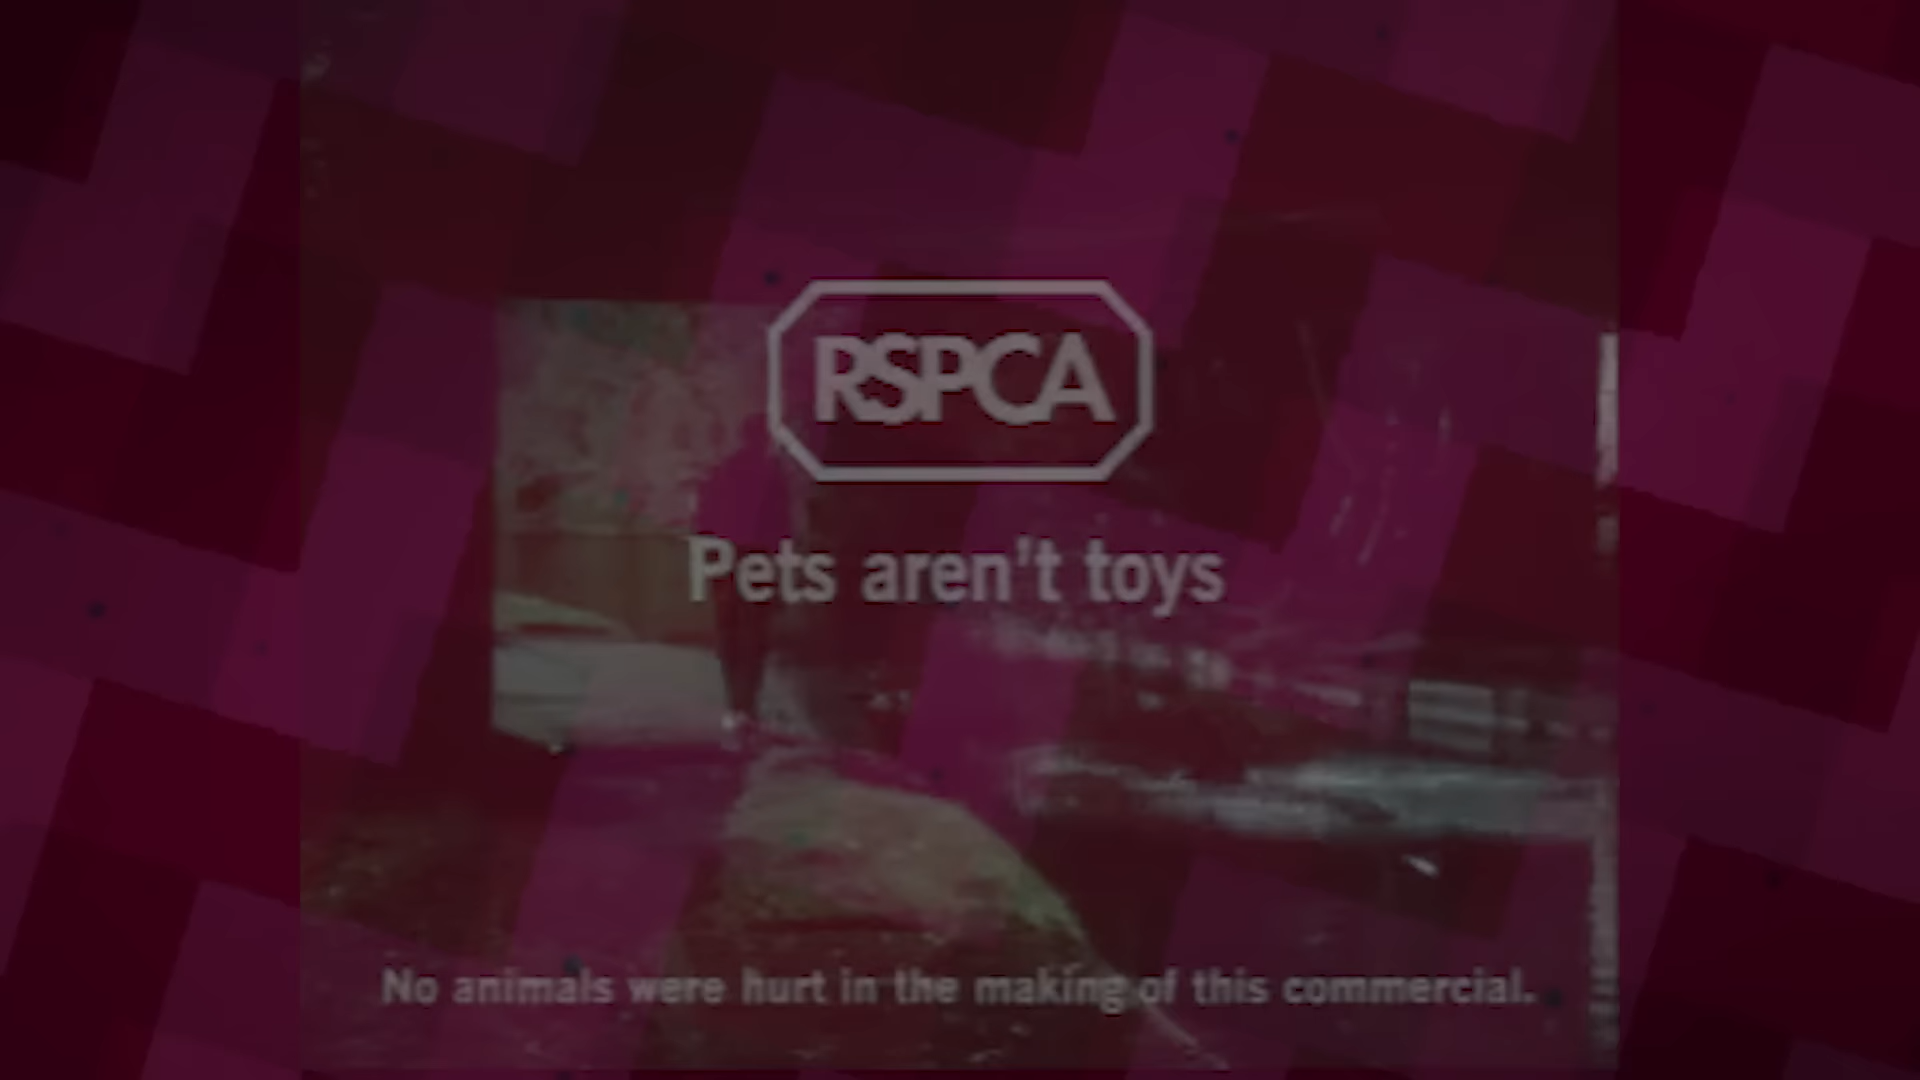 RSPCA
Pets aren't toys
No animals were hurt in the making of this commercial.